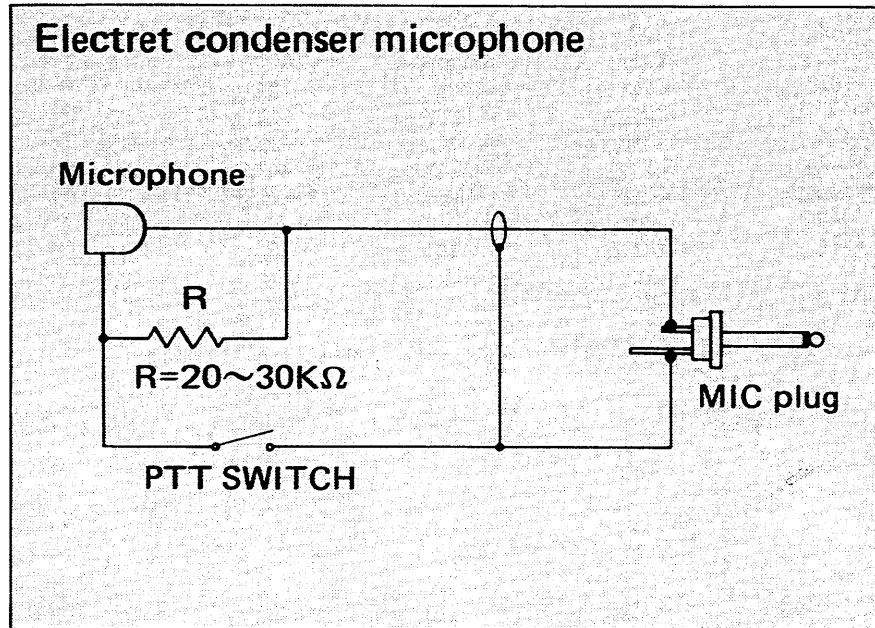 Electret condenser microphone
Microphone
R
R=20~30KΩ
MIC plug
PTT SWITCH